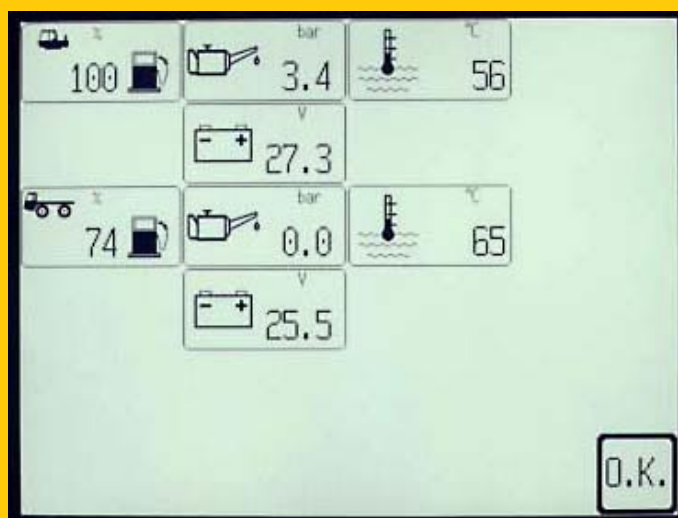 % bar °C
100 3.4 56
V
- + 27.3
% bar °C
74 0.0 65
V
- + 25.5
O.K.